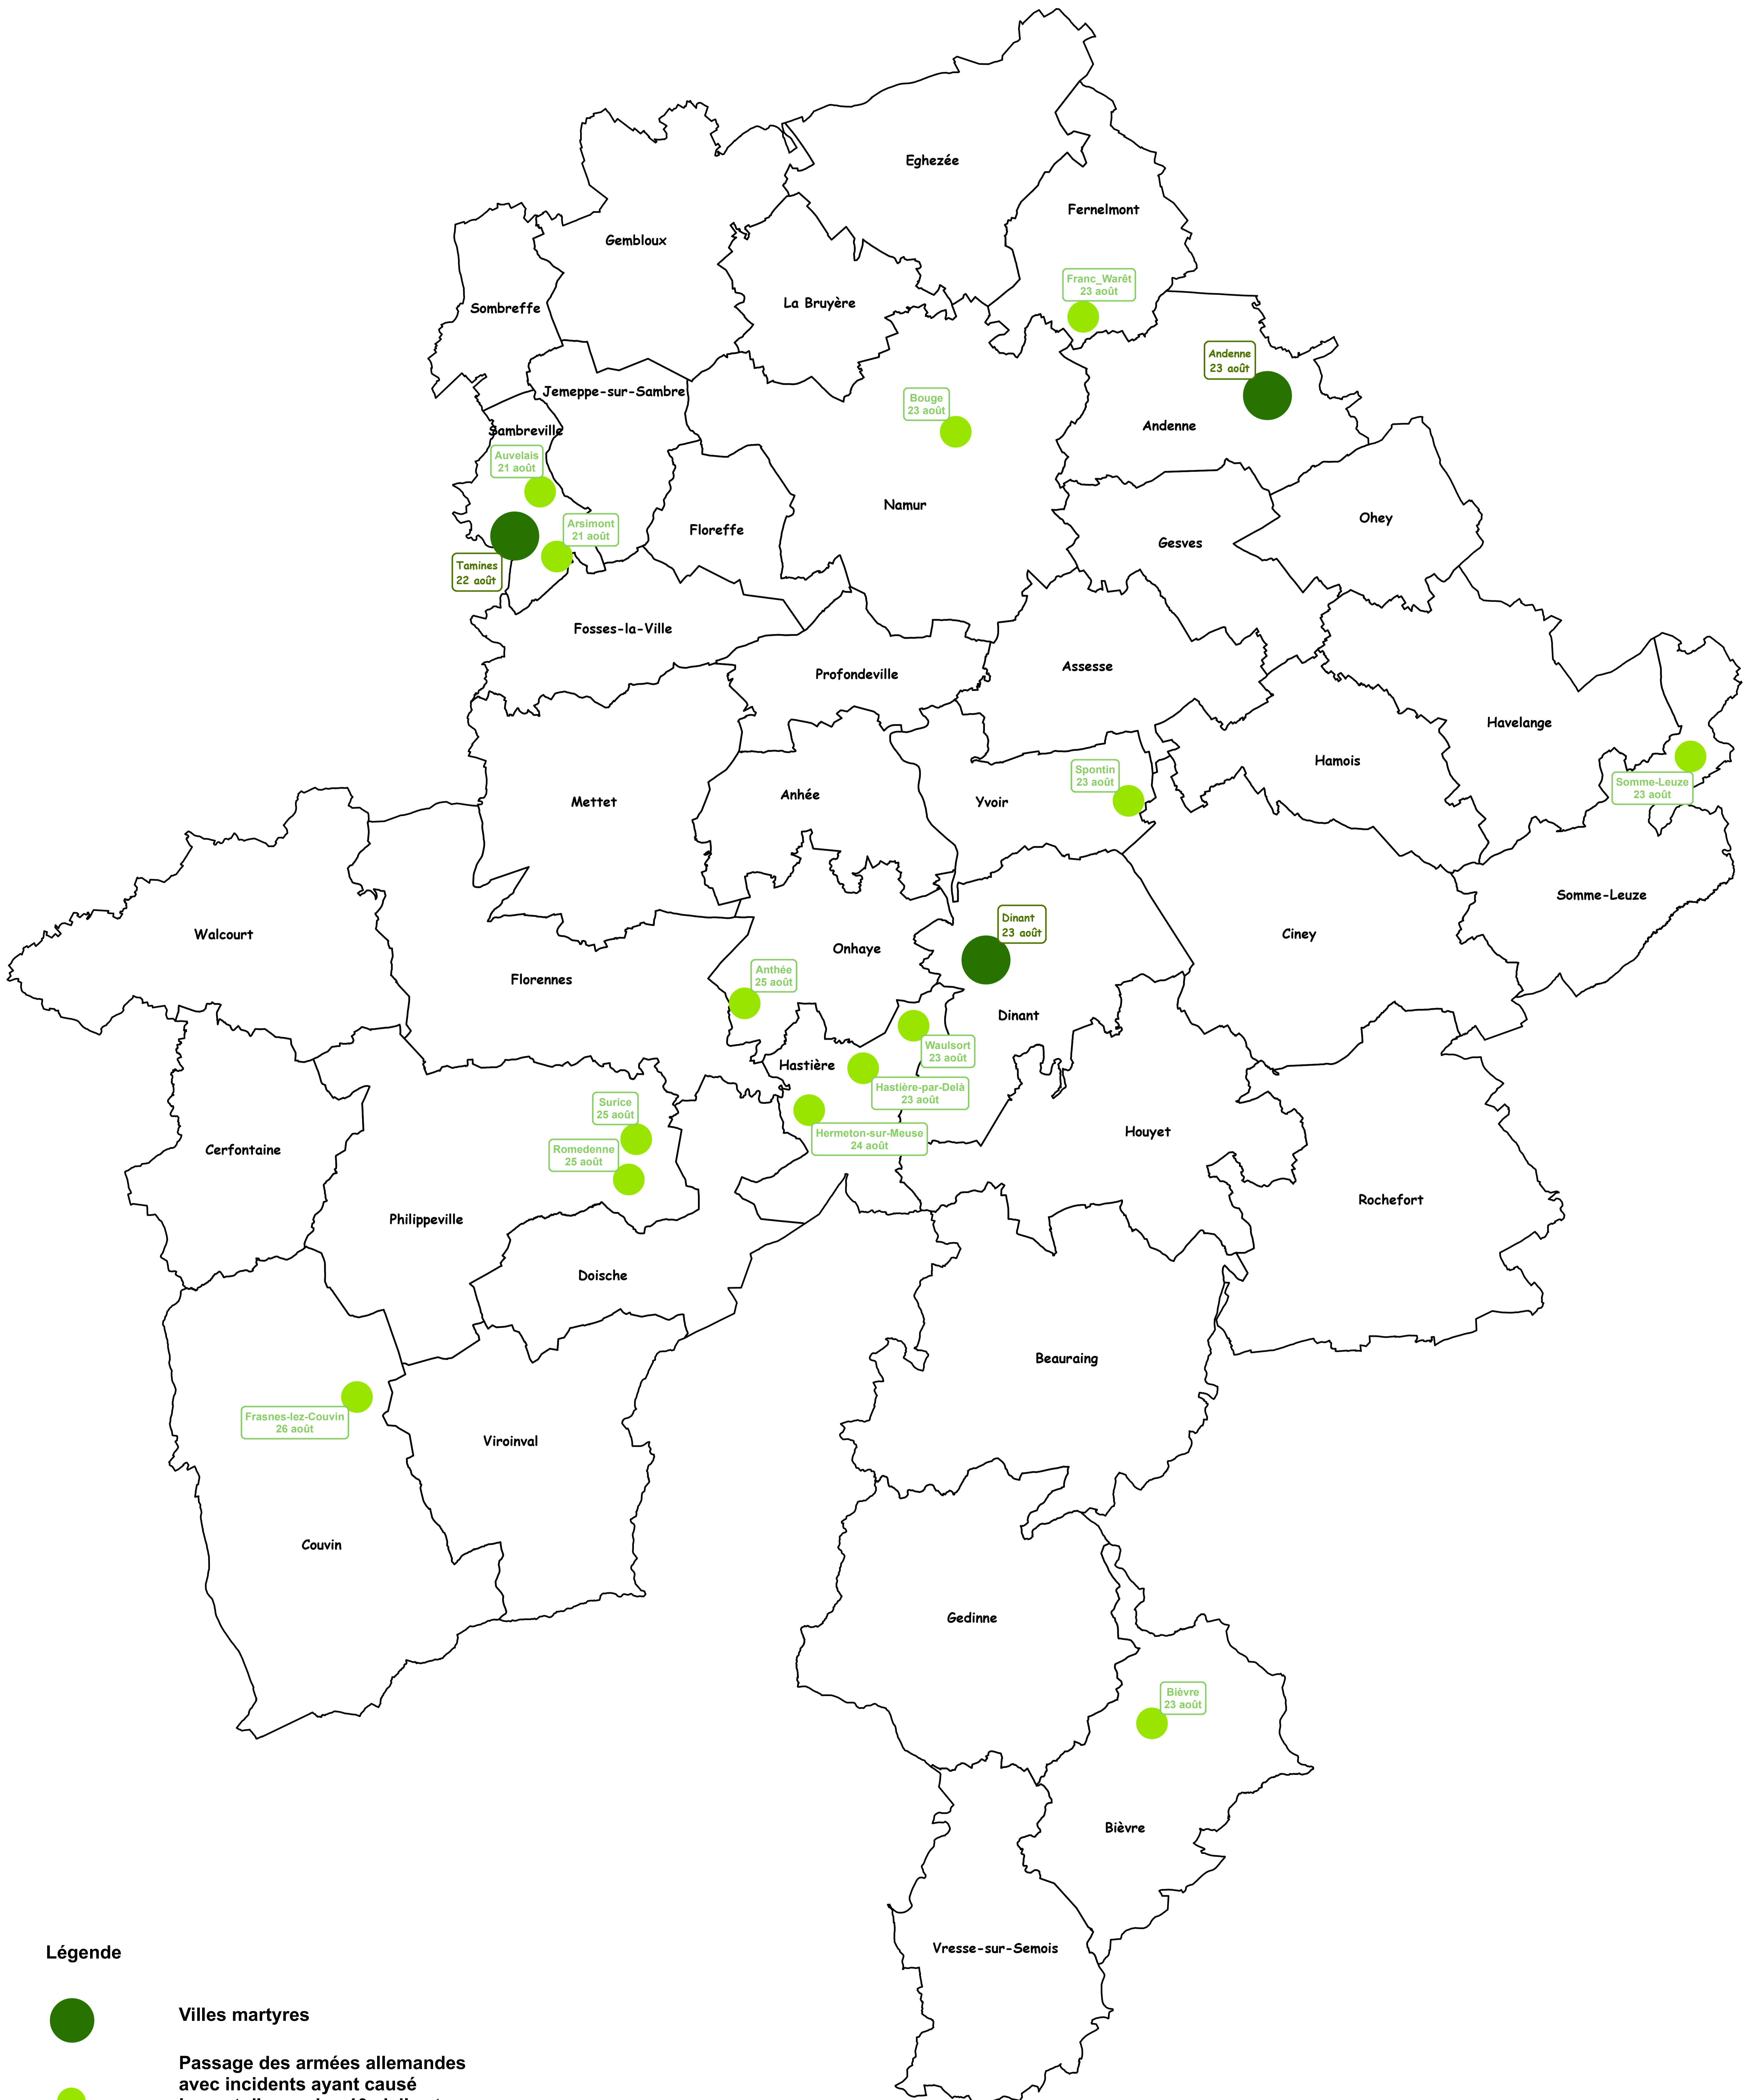 Eghezée
Fernelmont
Gembloux
Franc_Warêt
23 août
La Bruyère
Sombreffe
Andenne
23 août
Jemeppe-sur-Sambre
Bouge
23 août
Andenne
Sambreville
Auvelais
21 août
Namur
Ohey
Arsimont
21 août
Floreffe
Gesves
Tamines
22 août
Fosses-la-Ville
Assesse
Profondeville
Havelange
Hamois
Spontin
23 août
Somme-Leuze
23 août
Anhée
Mettet
Yvoir
Somme-Leuze
Dinant
23 août
Walcourt
Ciney
Onhaye
Anthée
25 août
Florennes
Dinant
Waulsort
23 août
Hastière
Hastière-par-Delà
23 août
Surice
25 août
Hermeton-sur-Meuse
24 août
Houyet
Cerfontaine
Romedenne
25 août
Rochefort
Philippeville
Doische
Beauraing
Frasnes-lez-Couvin
26 août
Viroinval
Couvin
Gedinne
Bièvre
23 août
Bièvre
Vresse-sur-Semois
Légende
Villes martyres
Passage des armées allemandes
avec incidents ayant causé